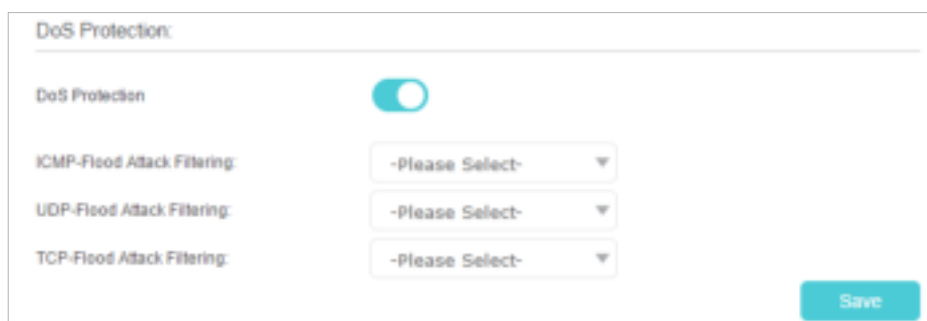 DoS Protection:
DoS Protection
ICMP-Flood Attack Filtering: -Please Select-
UDP-Flood Attack Filtering: -Please Select-
TCP-Flood Attack Filtering: -Please Select-
Save